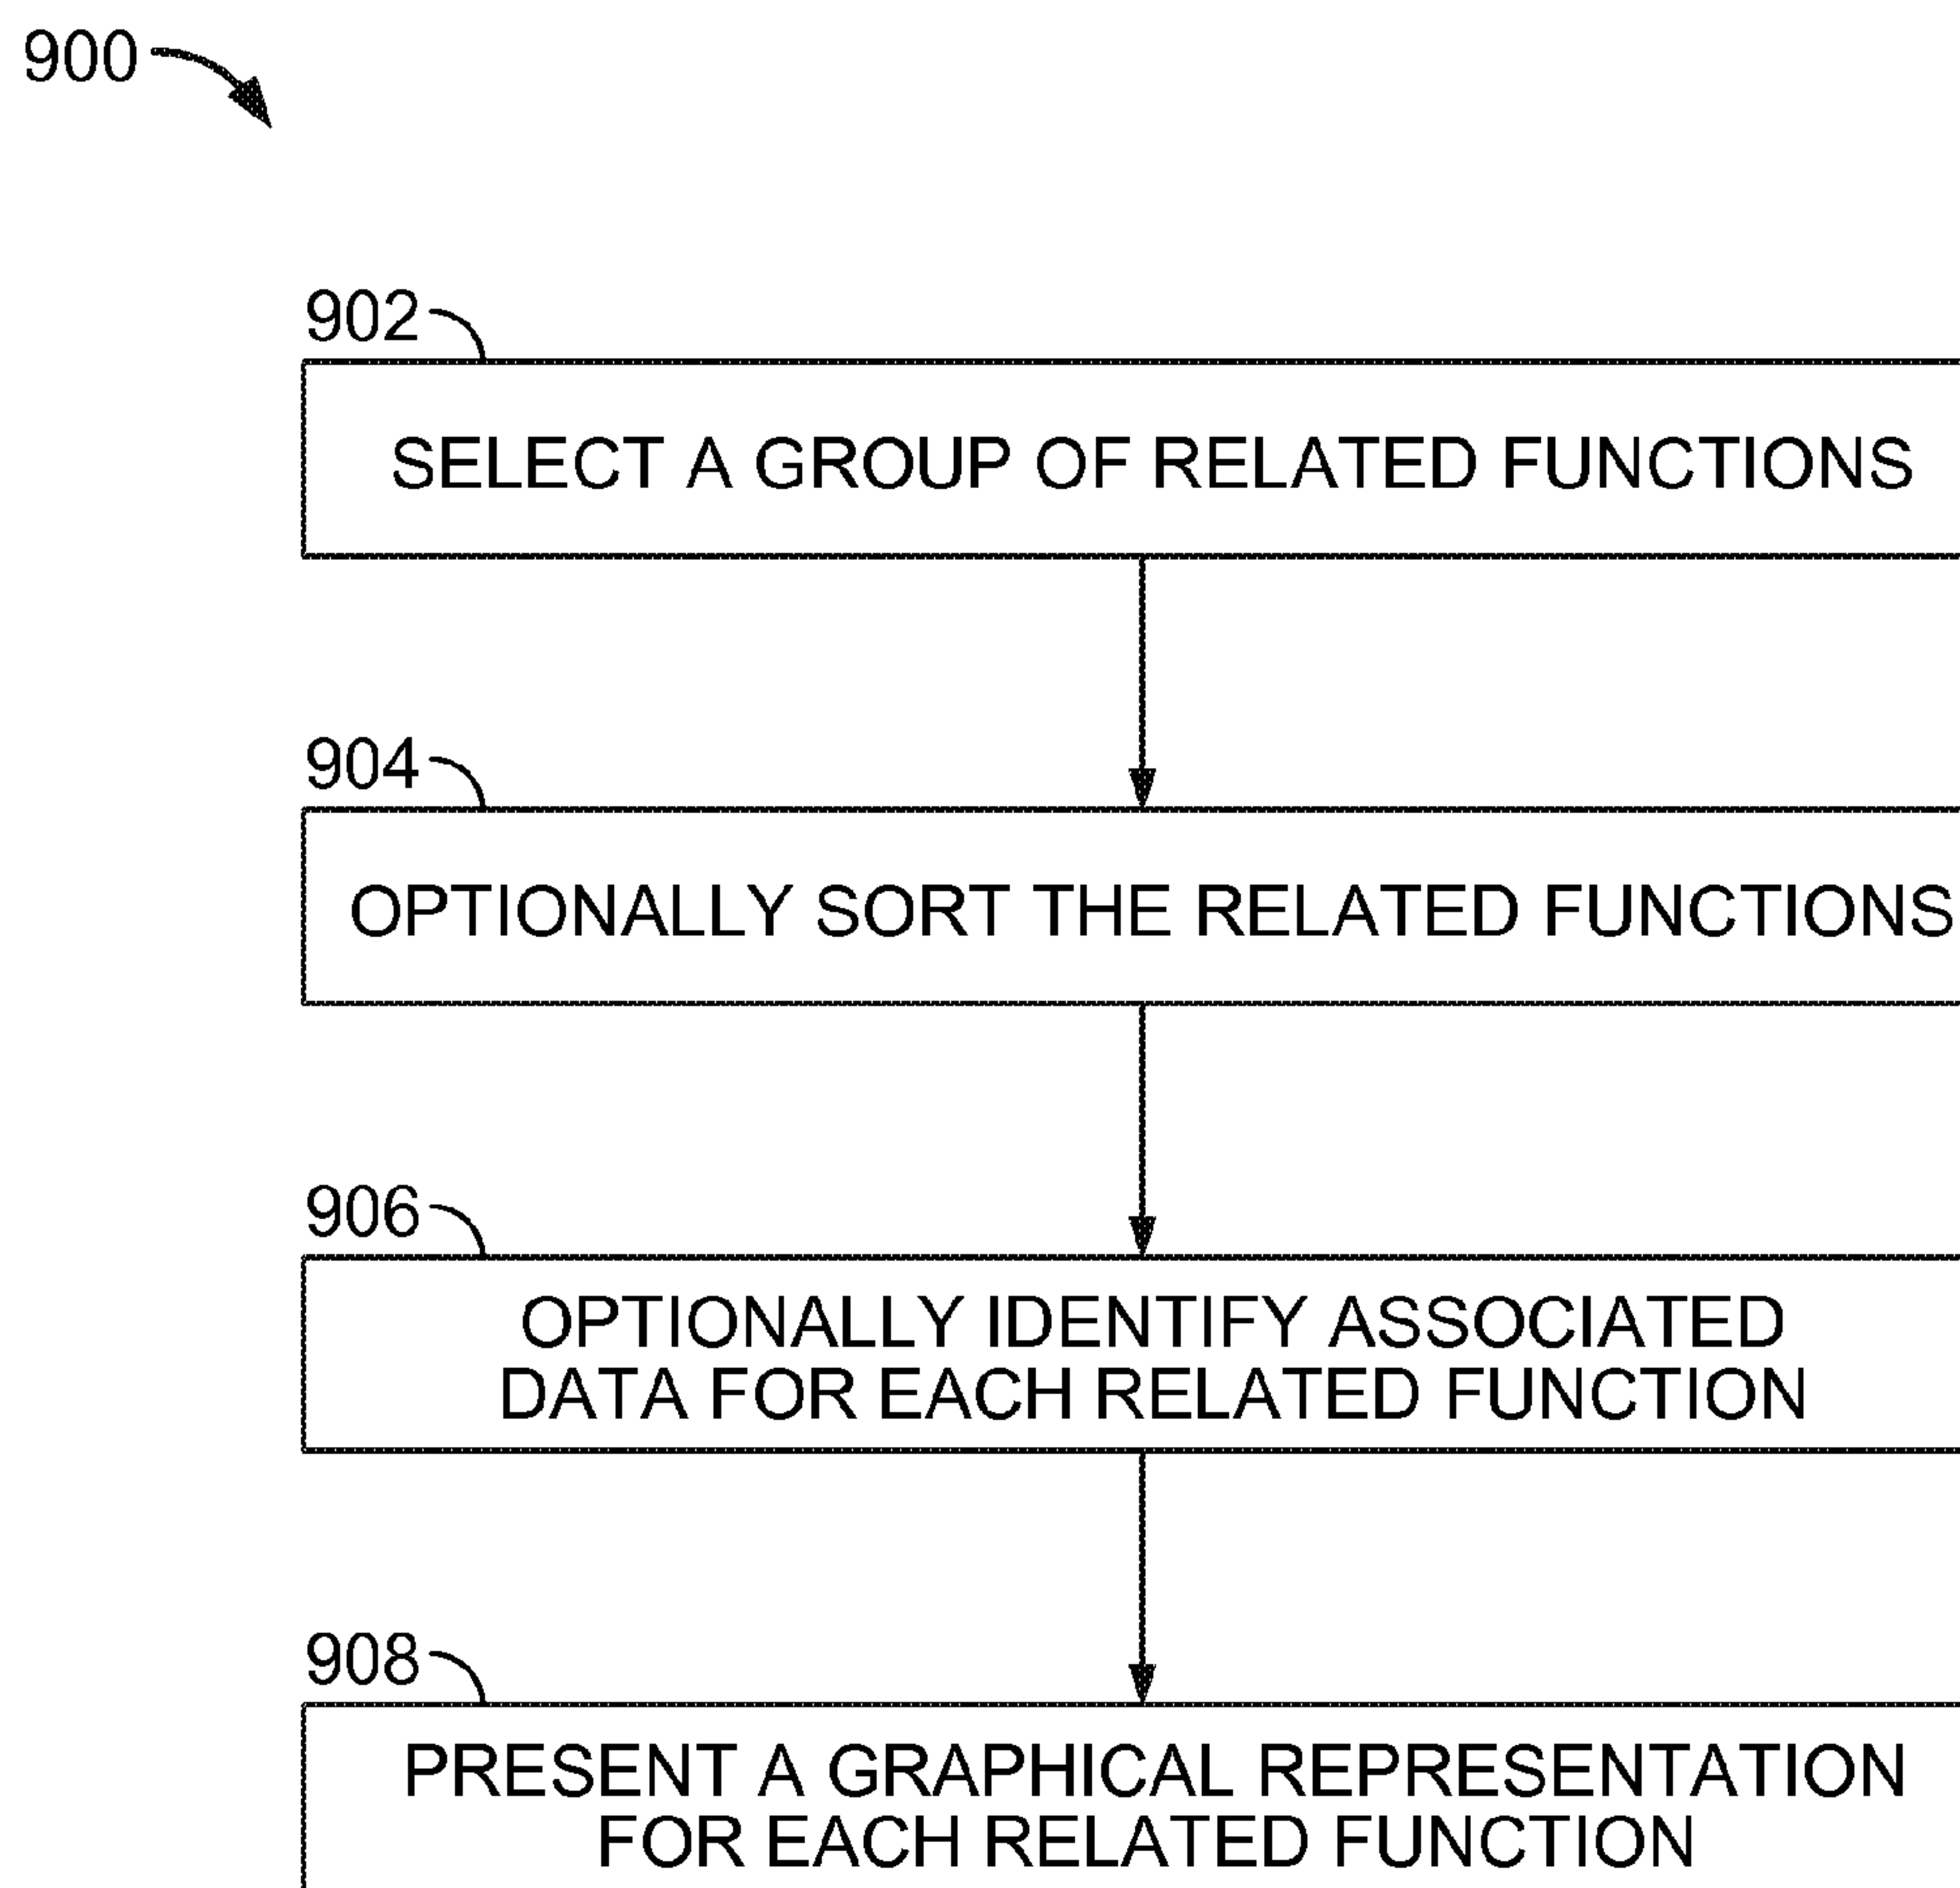 900
902
SELECT A GROUP OF RELATED FUNCTIONS
904
OPTIONALLY SORT THE RELATED FUNCTIONS
906
OPTIONALLY IDENTIFY ASSOCIATED
DATA FOR EACH RELATED FUNCTION
908
PRESENT A GRAPHICAL REPRESENTATION
FOR EACH RELATED FUNCTION